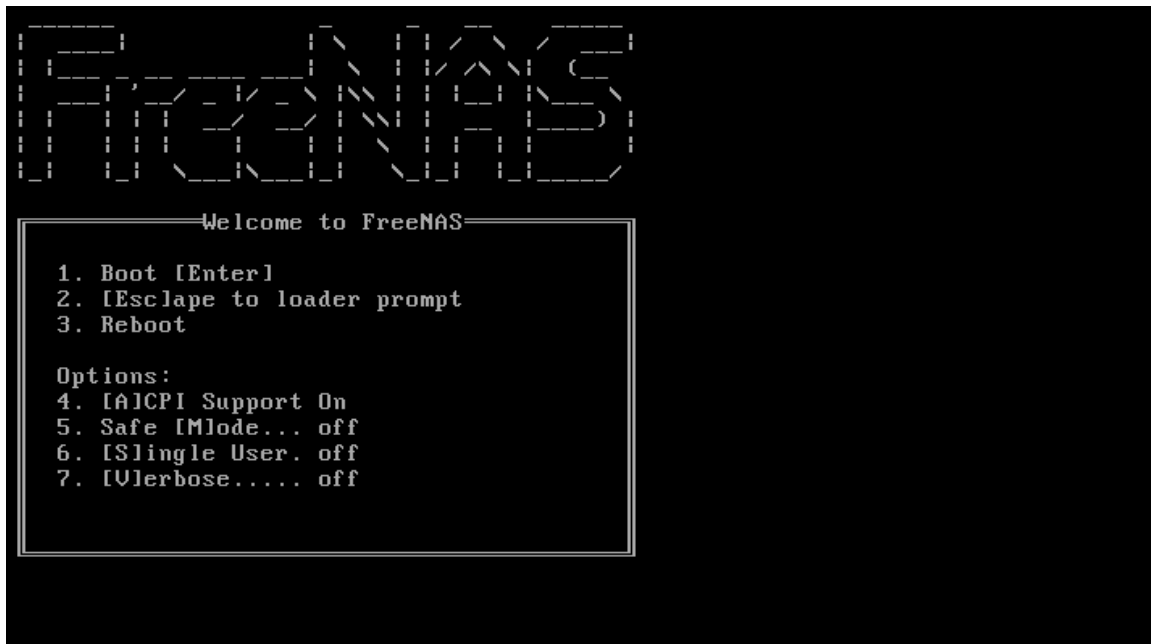 FreeNAS
Welcome to FreeNAS
1. Boot [Enter]
2. [Esc]ape to loader prompt
3. Reboot
Options:
4. [A]CPI Support On
5. Safe [M]ode... off
6. [S]ingle User. off
7. [V]erbose..... off